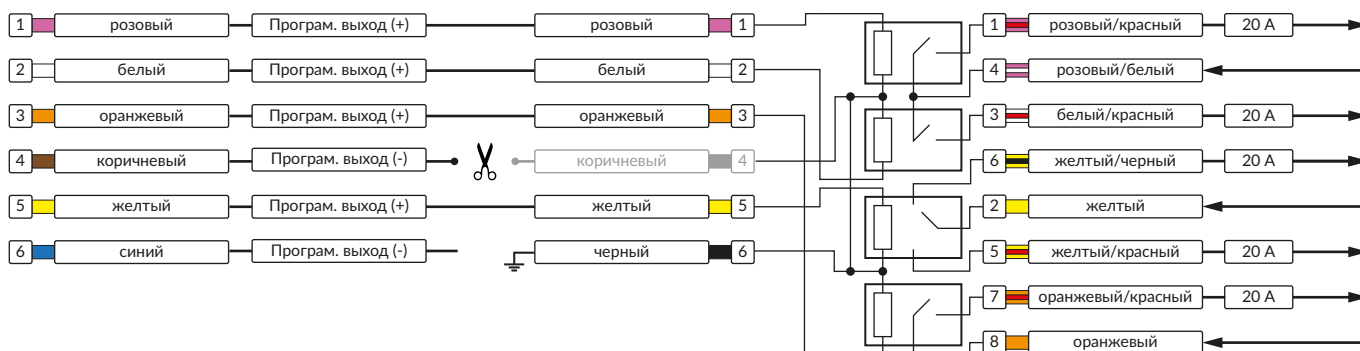 1 розовый Програм. выход (+) розовый 1 1 розовый/красный 20 А
2 белый Програм. выход (+) белый 2 4 розовый/белый
3 оранжевый Програм. выход (+) оранжевый 3 3 белый/красный 20 А
4 коричневый Програм. выход (-) коричневый 4 6 желтый/черный 20 А
5 желтый Програм. выход (+) желтый 5 2 желтый
6 синий Програм. выход (-) черный 6 5 желтый/красный 20 А
7 оранжевый/красный 20 А
8 оранжевый